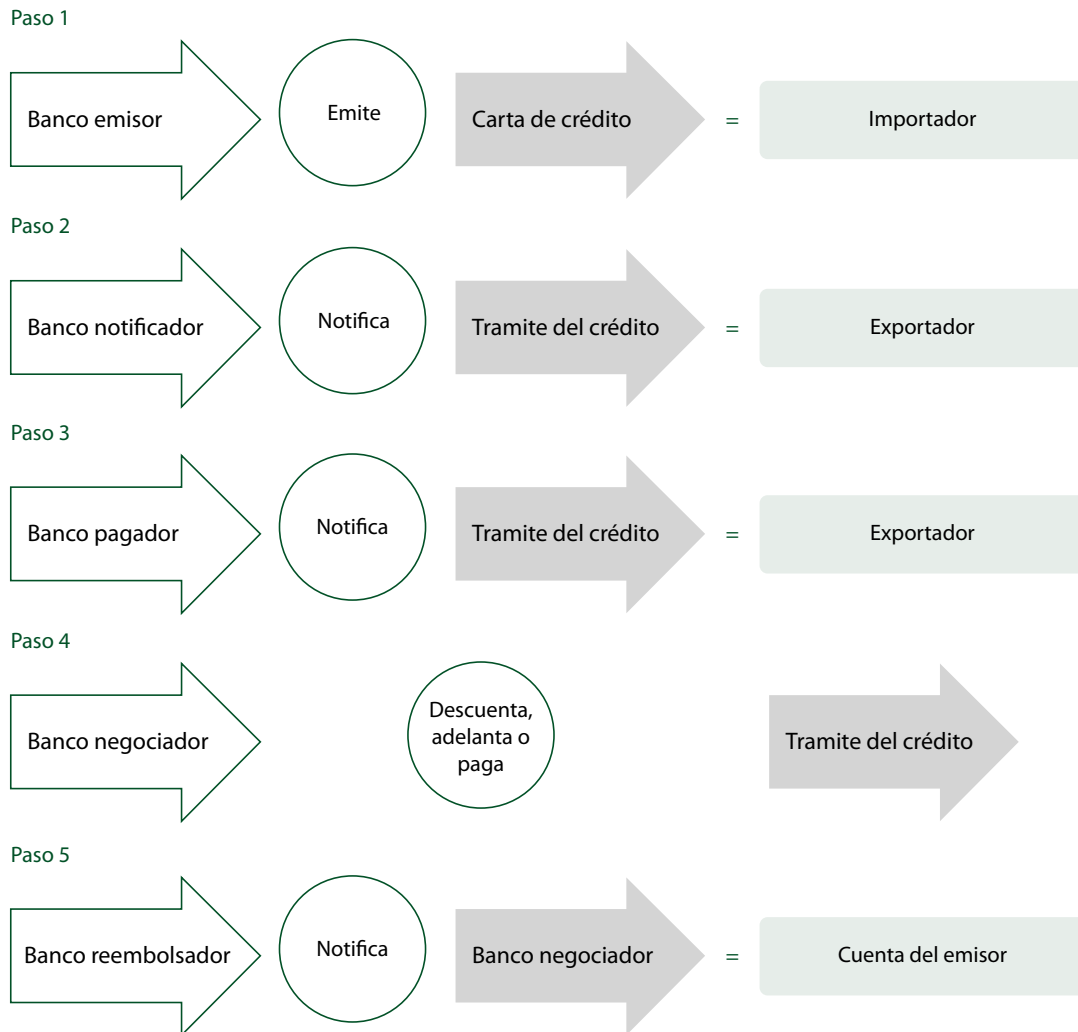 Paso 1
Banco emisor
Emite
Carta de crédito
=
Importador
Paso 2
Banco notificador
Notifica
Tramite del crédito
=
Exportador
Paso 3
Banco pagador
Notifica
Tramite del crédito
=
Exportador
Paso 4
Banco negociador
Descuenta,
adelanta o
paga
Tramite del crédito
Paso 5
Banco reembolsador
Notifica
Banco negociador
=
Cuenta del emisor